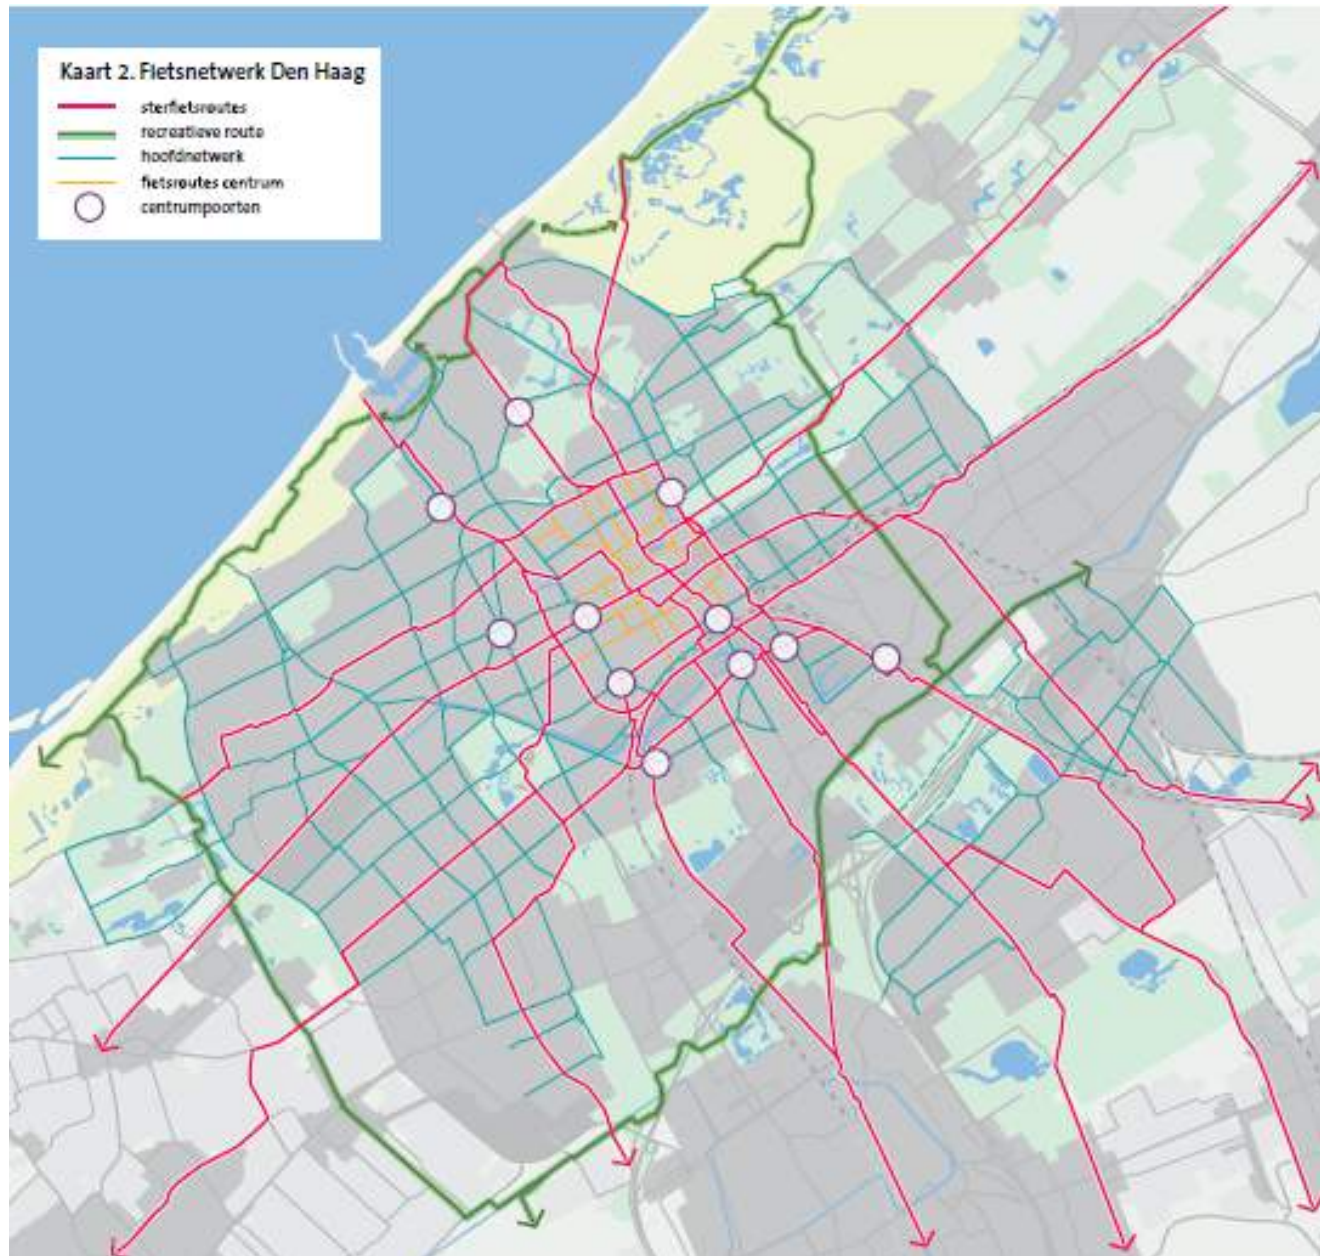 Kaart 2. Fietsnetwerk Den Haag
sterfietsroutes
recreatieve route
hoofdnetwerk
fietsroutes centrum
centrumpoorten